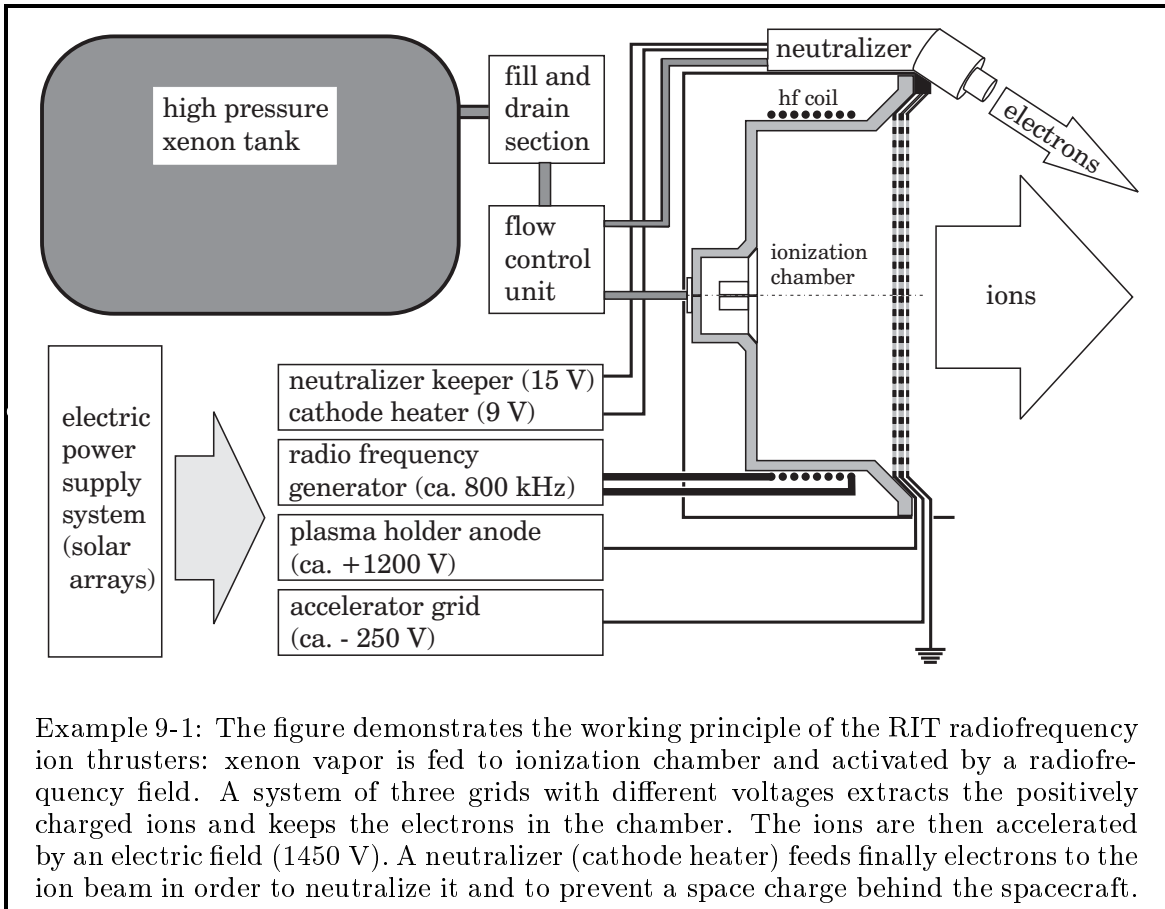 high pressure
xenon tank
fill and
drain
section
flow
control
unit
neutralizer
hf coil
electrons
ionization
chamber
ions
electric
power
supply
system
(solar
arrays)
neutralizer keeper (15 V)
cathode heater (9 V)
radio frequency
generator (ca. 800 kHz)
plasma holder anode
(ca. +1200 V)
accelerator grid
(ca. - 250 V)
Example 9-1: The figure demonstrates the working principle of the RIT radiofrequency
ion thrusters: xenon vapor is fed to ionization chamber and activated by a radiofre-
quency field. A system of three grids with different voltages extracts the positively
charged ions and keeps the electrons in the chamber. The ions are then accelerated
by an electric field (1450 V). A neutralizer (cathode heater) feeds finally electrons to the
ion beam in order to neutralize it and to prevent a space charge behind the spacecraft.